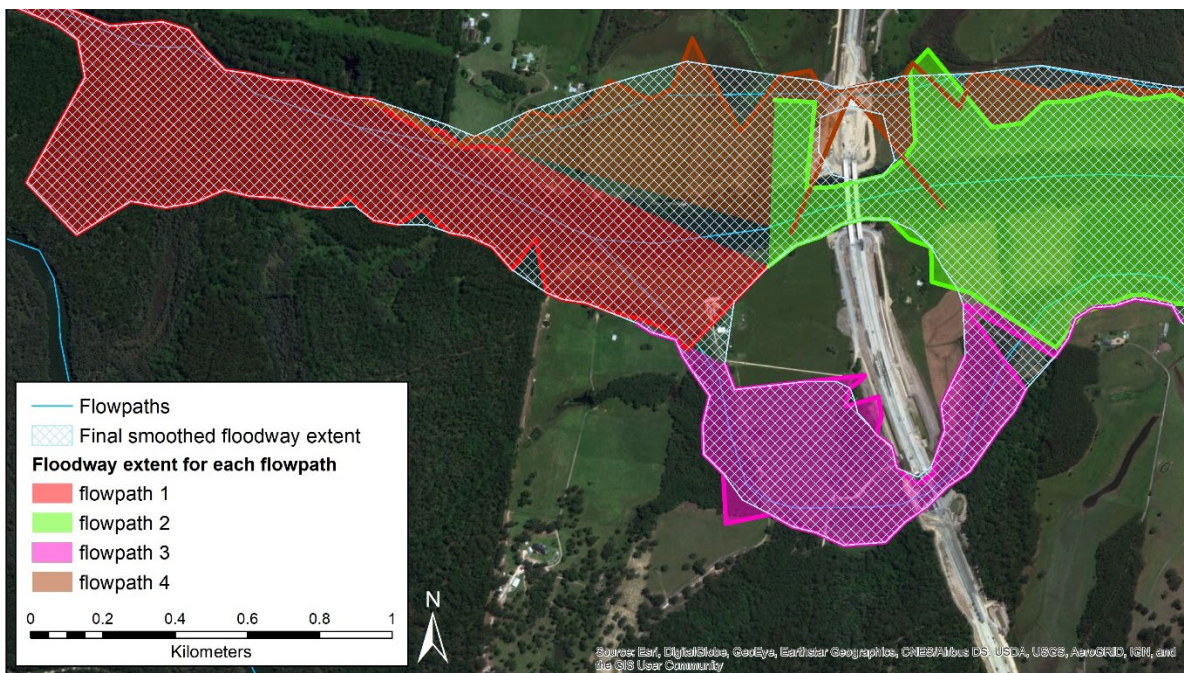 Flowpaths
Final smoothed floodway extent
Floodway extent for each flowpath
flowpath 1
flowpath 2
flowpath 3
flowpath 4
0 0.2 0.4 0.6 0.8 1
Kilometers
N
Source: Esri, DigitalGlobe, GeoEye, Earthstar Geographics, CNES/Airbus DS, USDA, USGS, AeroGRID, IGN, and
the GIS User Community